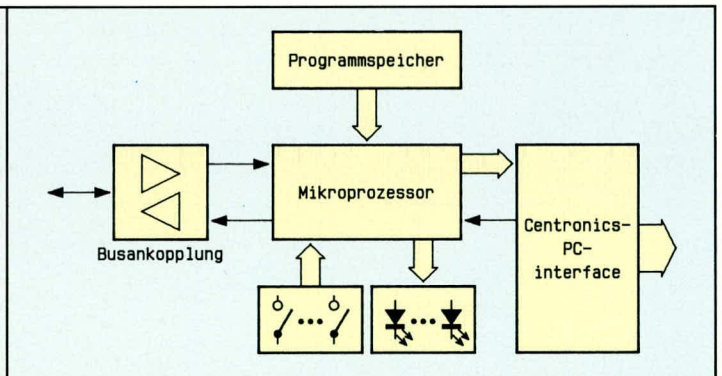 Programmspeicher
Mikroprozessor
Busankopplung
Centronics-
PC-
interface